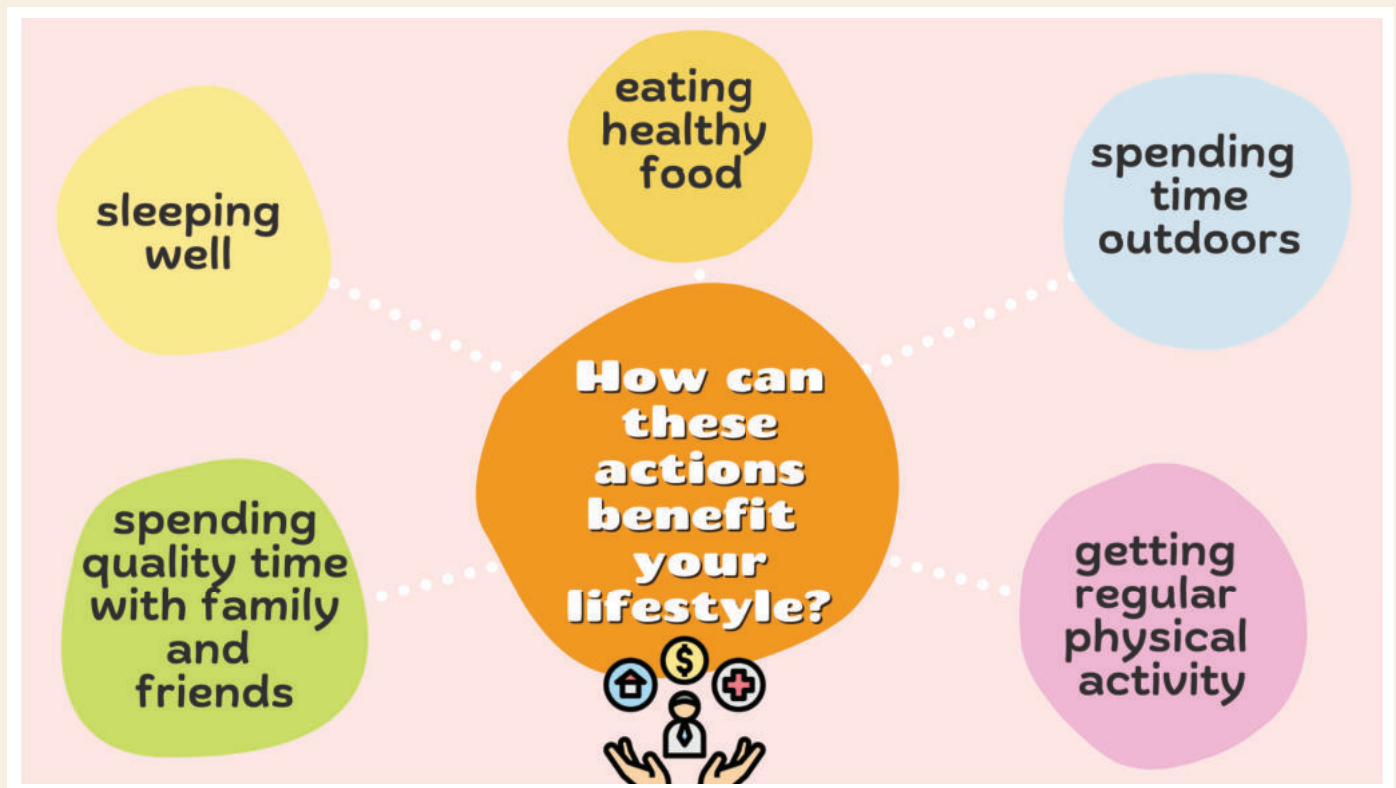 eating
healthy
food
sleeping
well
spending
time
outdoors
How can
these
actions
benefit
your
lifestyle?
spending
quality time
with family
and
friends
getting
regular
physical
activity
$